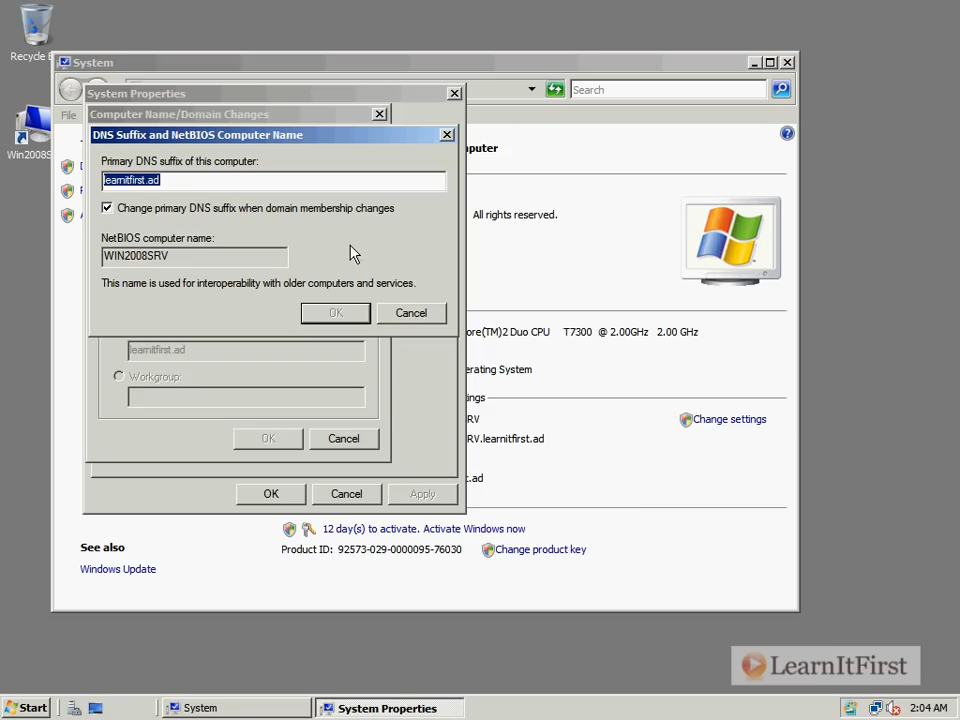 Recycle B
Win2008S
System
Search
File
System Properties
Computer Name/Domain Changes
DNS Suffix and NetBIOS Computer Name
Primary DNS suffix of this computer:
learnitfirst.ad
Change primary DNS suffix when domain membership changes
NetBIOS computer name:
WIN2008SRV
This name is used for interoperability with older computers and services.
OK
Cancel
learnitfirst.ad
Workgroup:
OK
Cancel
OK
Cancel
Apply
mputer
All rights reserved.
ore(TM)2 Duo CPU T7300 @ 2.00GHz 2.00 GHz
erating System
ngs
RV
Change settings
RV.learnitfirst.ad
t.ad
12 day(s) to activate. Activate Windows now
Product ID: 92573-029-0000095-76030
Change product key
See also
Windows Update
LearnItFirst
Start
System
System Properties
2:04 AM